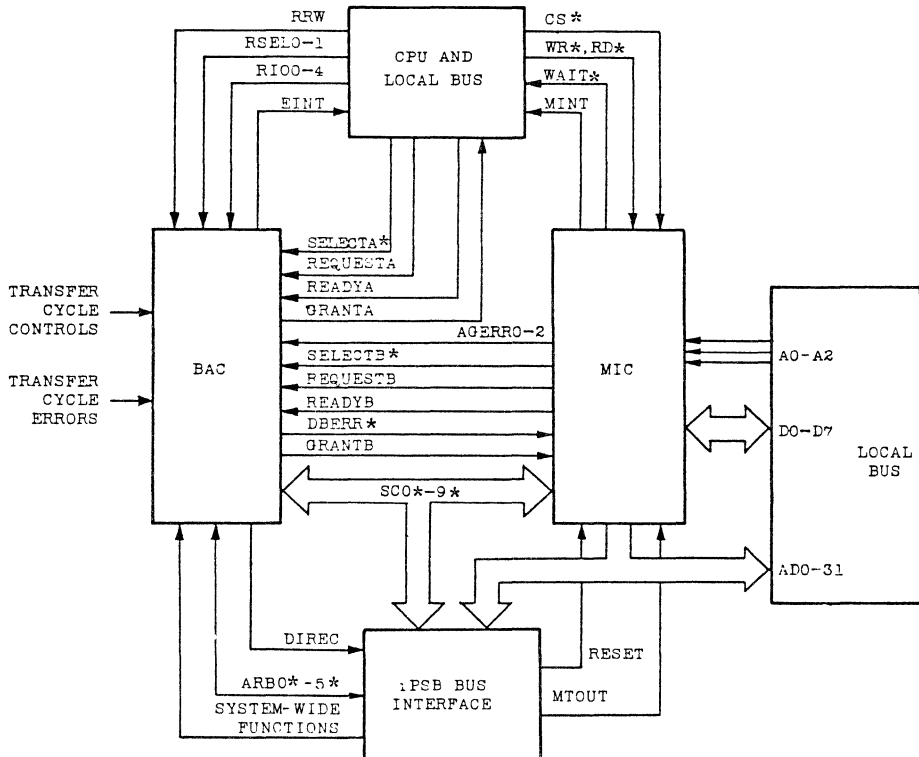 RRW
CS*
RSEL0-1
WR*,RD*
CPU AND
LOCAL BUS
RIO0-4
WAIT*
EINT
MINT
SELECTA*
REQUESTA
READYA
GRANTA
TRANSFER
CYCLE
CONTROLS
AGERR0-2
SELECTB*
BAC
MIC
A0-A2
REQUESTB
TRANSFER
CYCLE
ERRORS
READYB
DBERR*
D0-D7
GRANTB
LOCAL
BUS
SC0*-9*
AD0-31
DIREC
RESET
ARB0*-5*
iPSB BUS
INTERFACE
MTOUT
SYSTEM-WIDE
FUNCTIONS